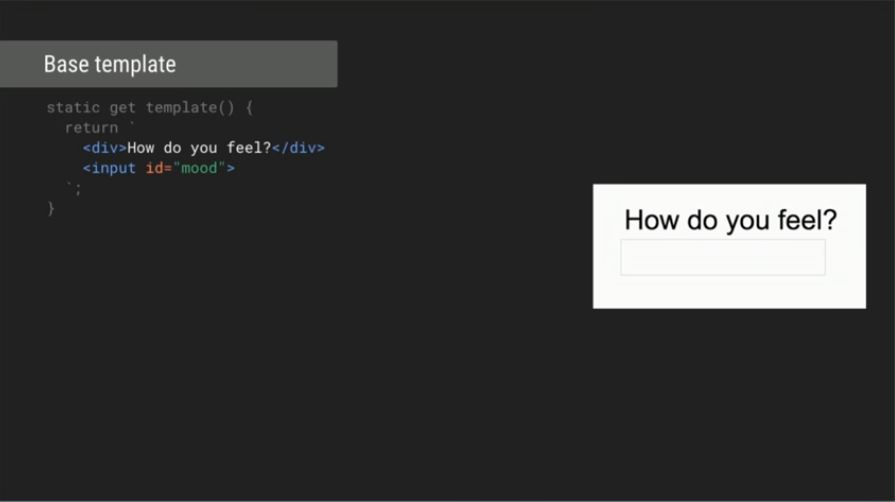 Base template
static get template() {
return `
<div>How do you feel?</div>
<input id="mood">
`;
}
How do you feel?